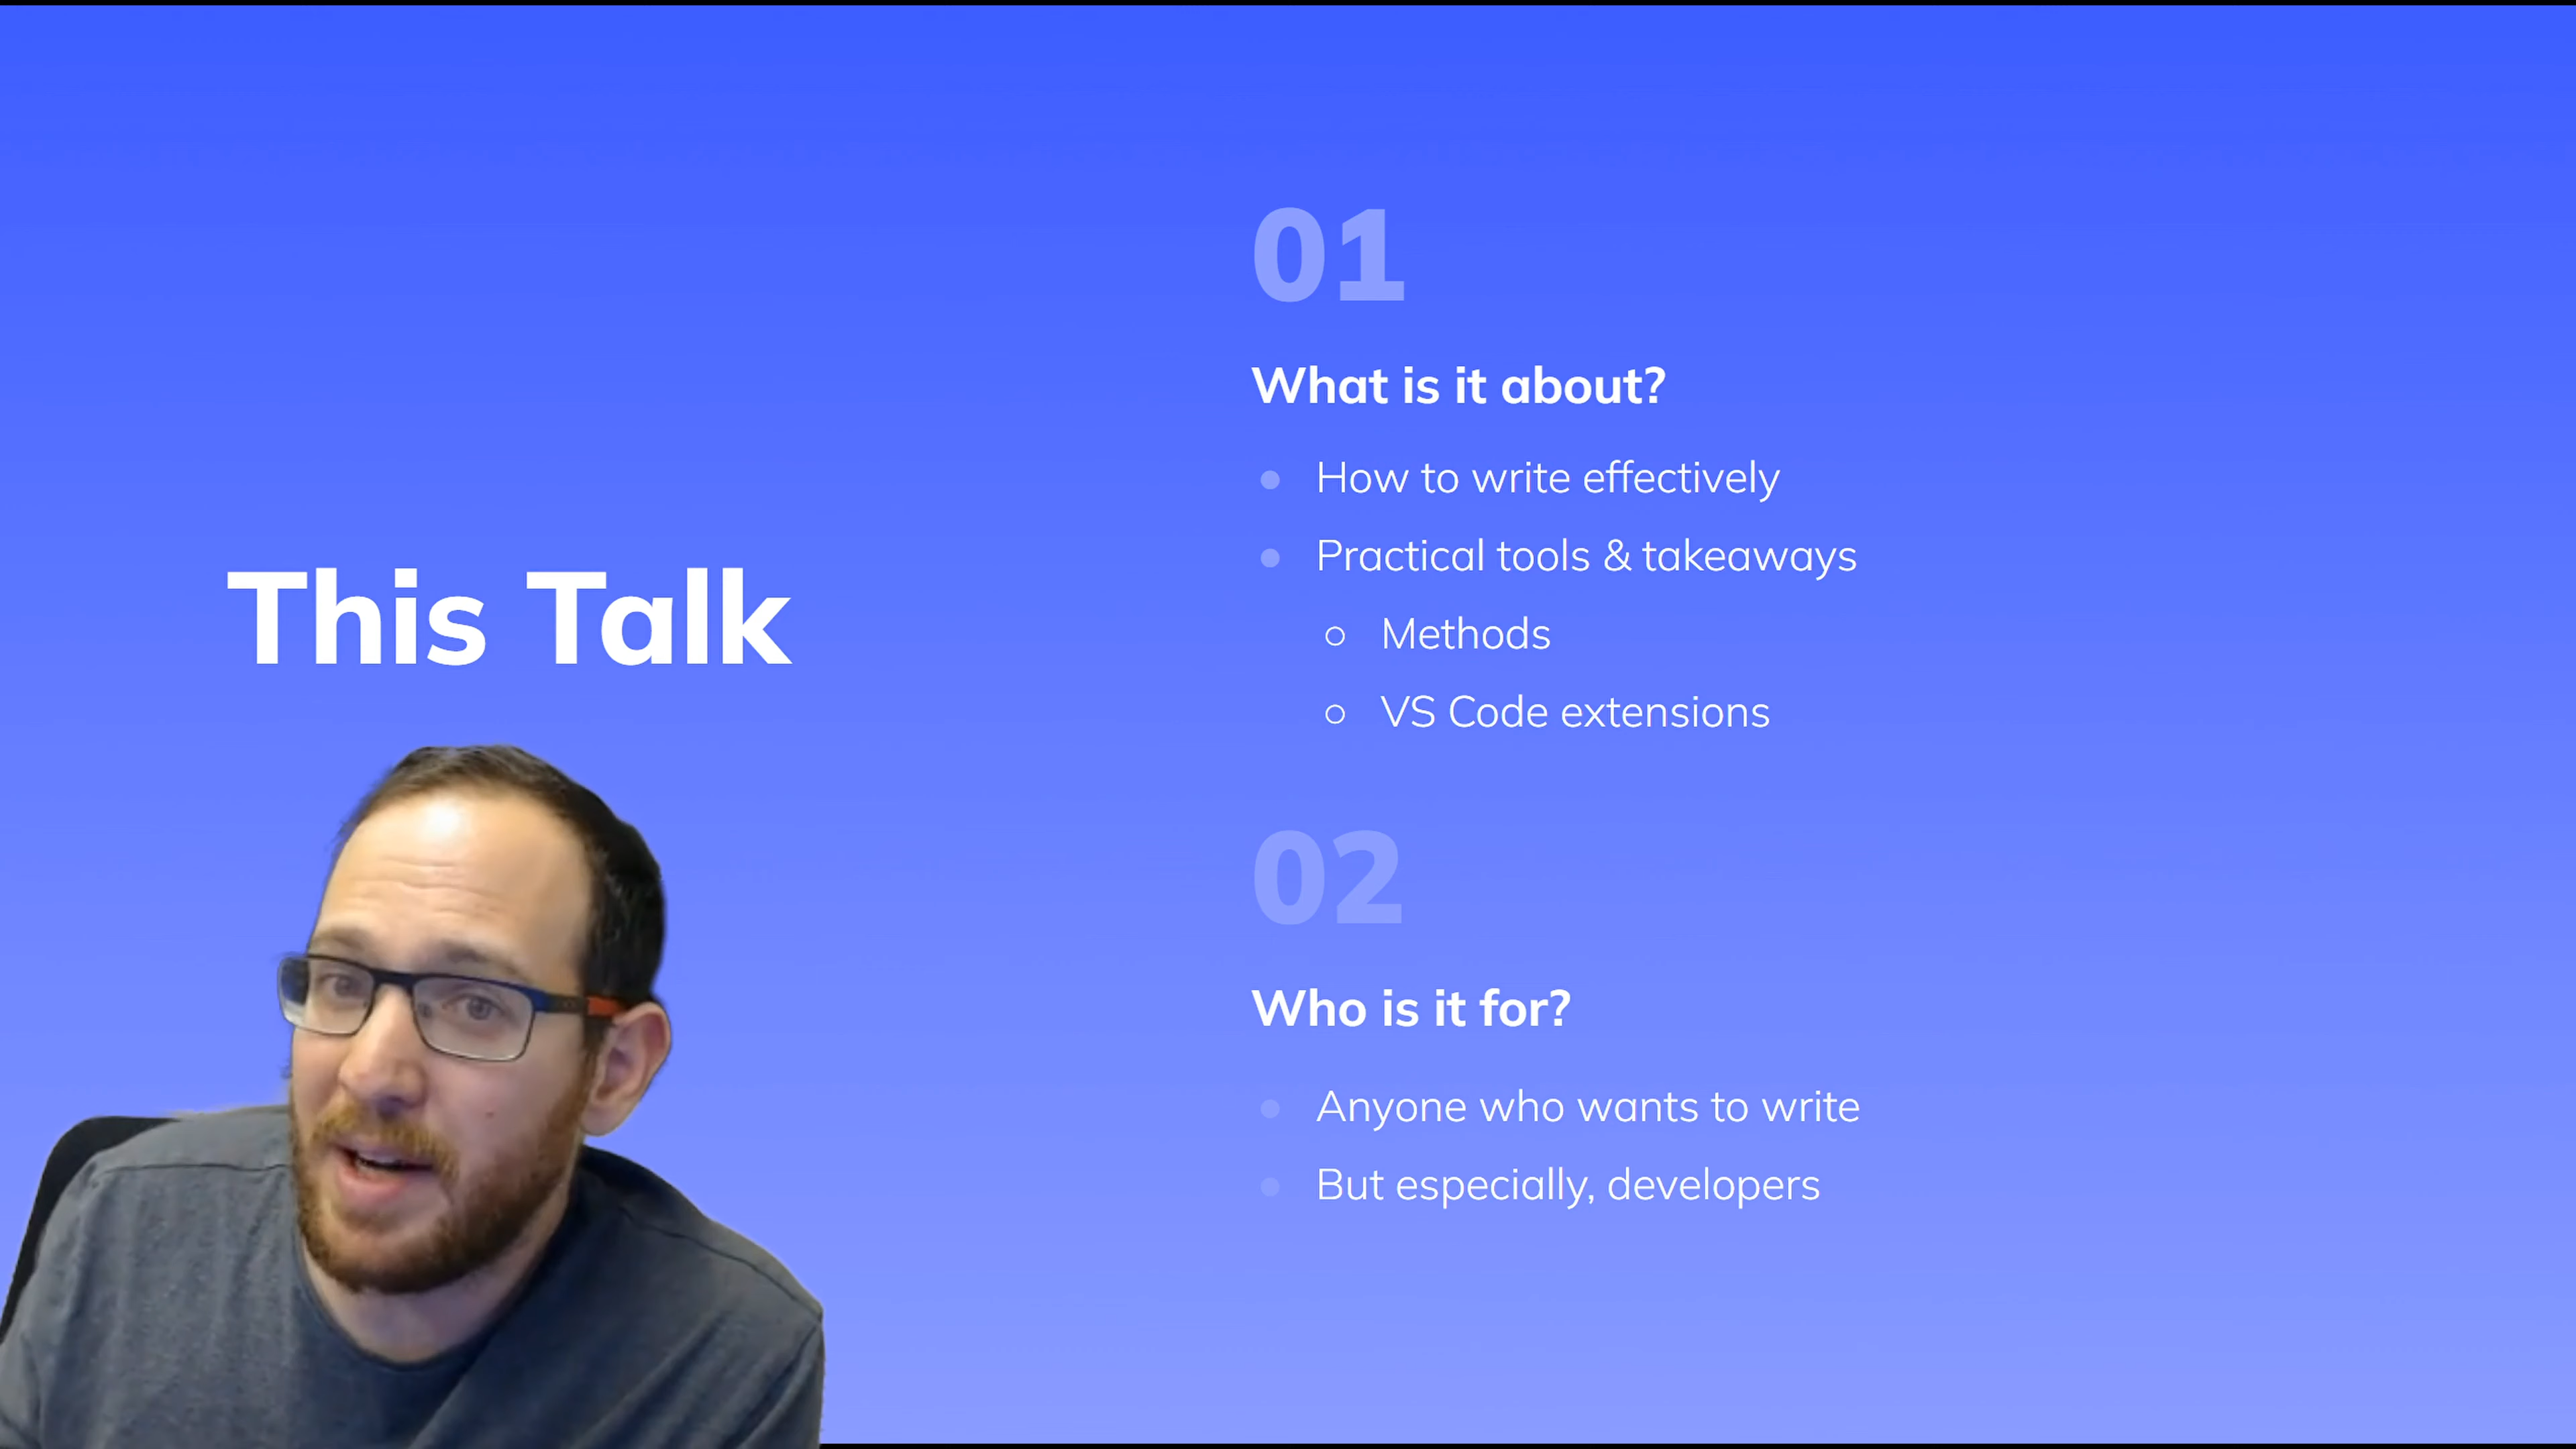 This Talk
01
What is it about?
How to write effectively
Practical tools & takeaways
Methods
VS Code extensions
02
Who is it for?
Anyone who wants to write
But especially, developers